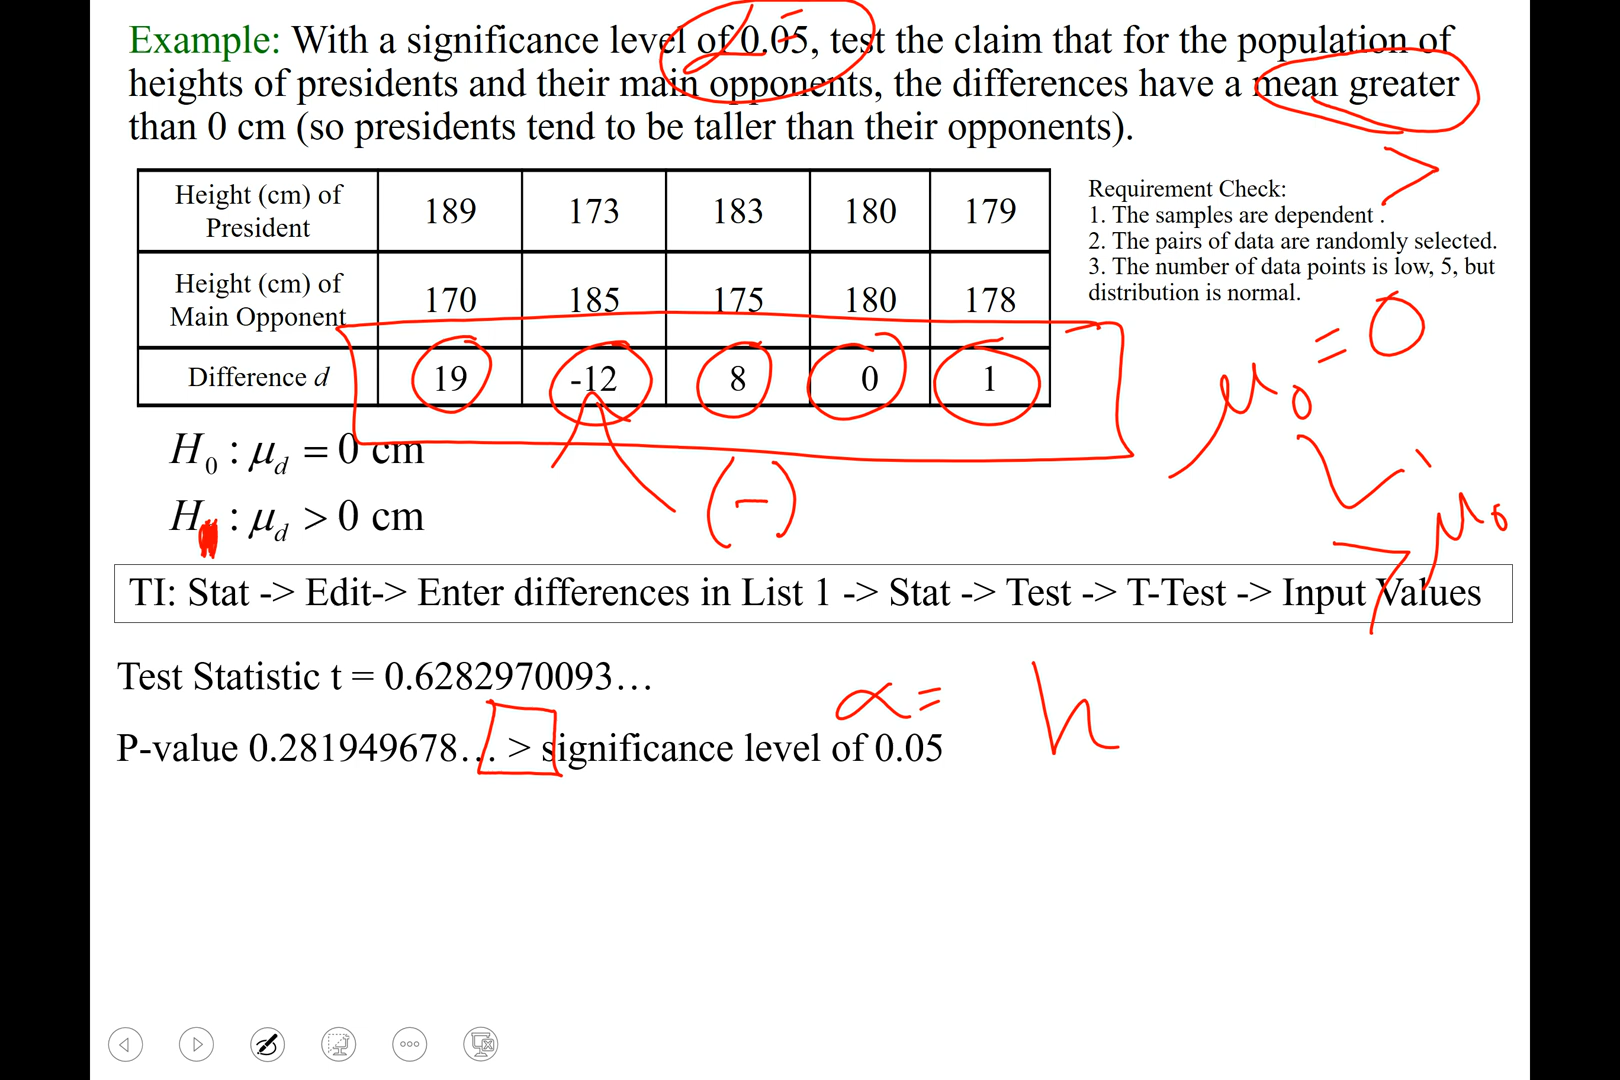 Example: With a significance level of 0.05, test the claim that for the population of
heights of presidents and their main opponents, the differences have a mean greater
than 0 cm (so presidents tend to be taller than their opponents).
>
Height (cm) of President 189 173 183 180 179
Requirement Check:
1. The samples are dependent .
2. The pairs of data are randomly selected.
3. The number of data points is low, 5, but
distribution is normal.
Height (cm) of Main Opponent 170 185 175 180 178
μ₀ = 0
Difference d 19 -12 8 0 1
H₀ : μ_d = 0 cm
(-)
H : μ_d > 0 cm
> μ₀
TI: Stat -> Edit-> Enter differences in List 1 -> Stat -> Test -> T-Test -> Input Values
Test Statistic t = 0.6282970093…
α =
P-value 0.281949678… > significance level of 0.05